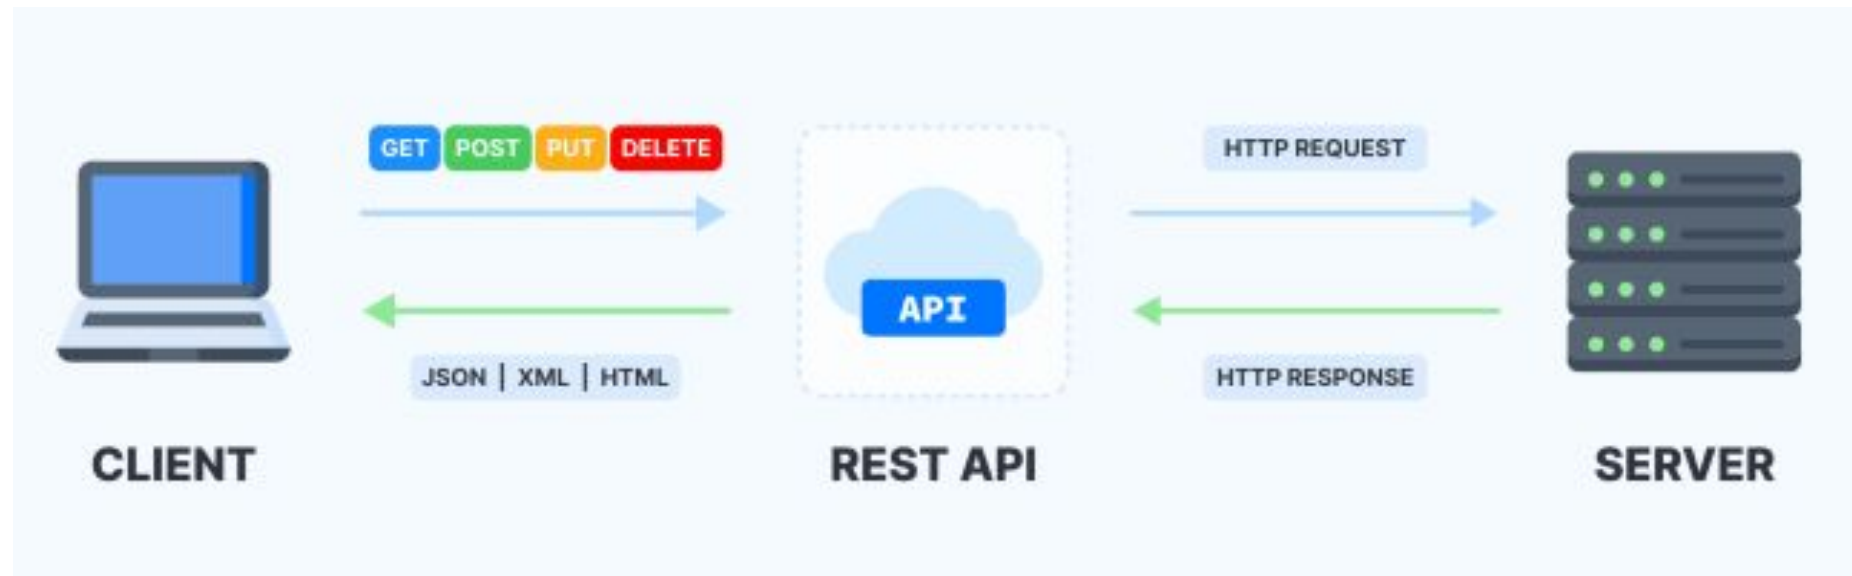 GET POST PUT DELETE
HTTP REQUEST
API
JSON | XML | HTML
HTTP RESPONSE
CLIENT
REST API
SERVER